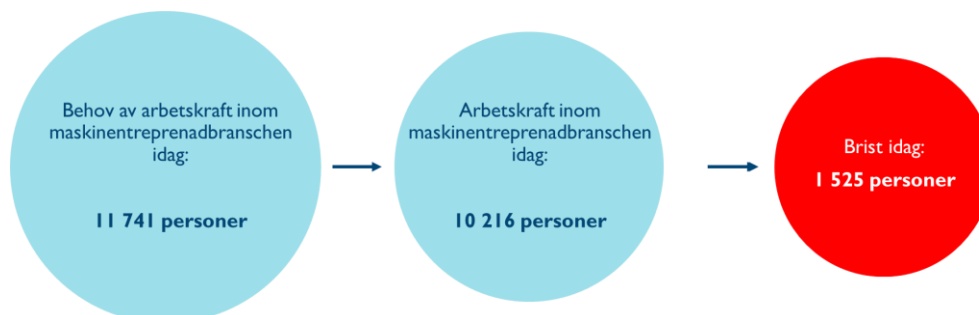 Behov av arbetskraft inom
maskinentreprenadbranschen
idag:
11 741 personer
Arbetskraft inom
maskinentreprenadbranschen
idag:
10 216 personer
Brist idag:
1 525 personer